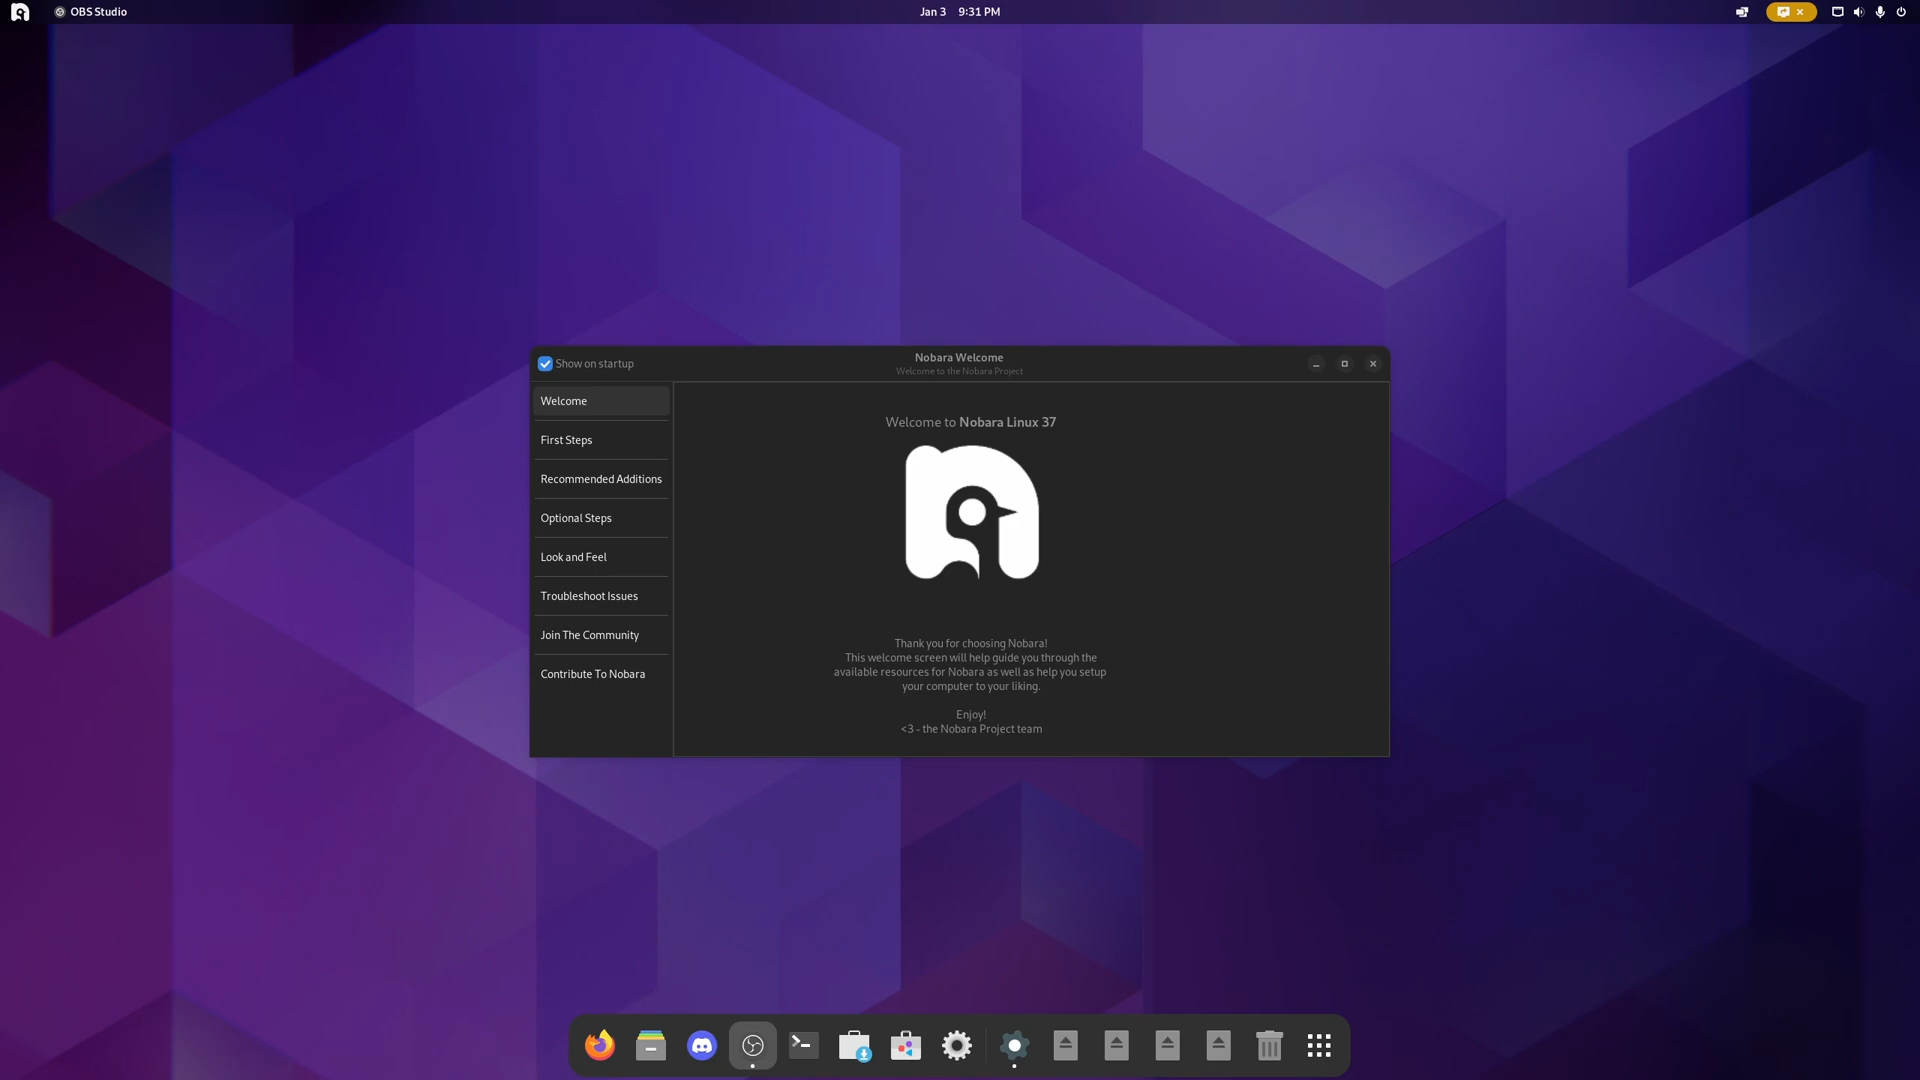 OBS Studio
Jan 3 9:31 PM
Show on startup
Nobara Welcome
Welcome to the Nobara Project
Welcome
First Steps
Recommended Additions
Optional Steps
Look and Feel
Troubleshoot Issues
Join The Community
Contribute To Nobara
Welcome to Nobara Linux 37
Thank you for choosing Nobara!
This welcome screen will help guide you through the
available resources for Nobara as well as help you setup
your computer to your liking.
Enjoy!
<3 - the Nobara Project team